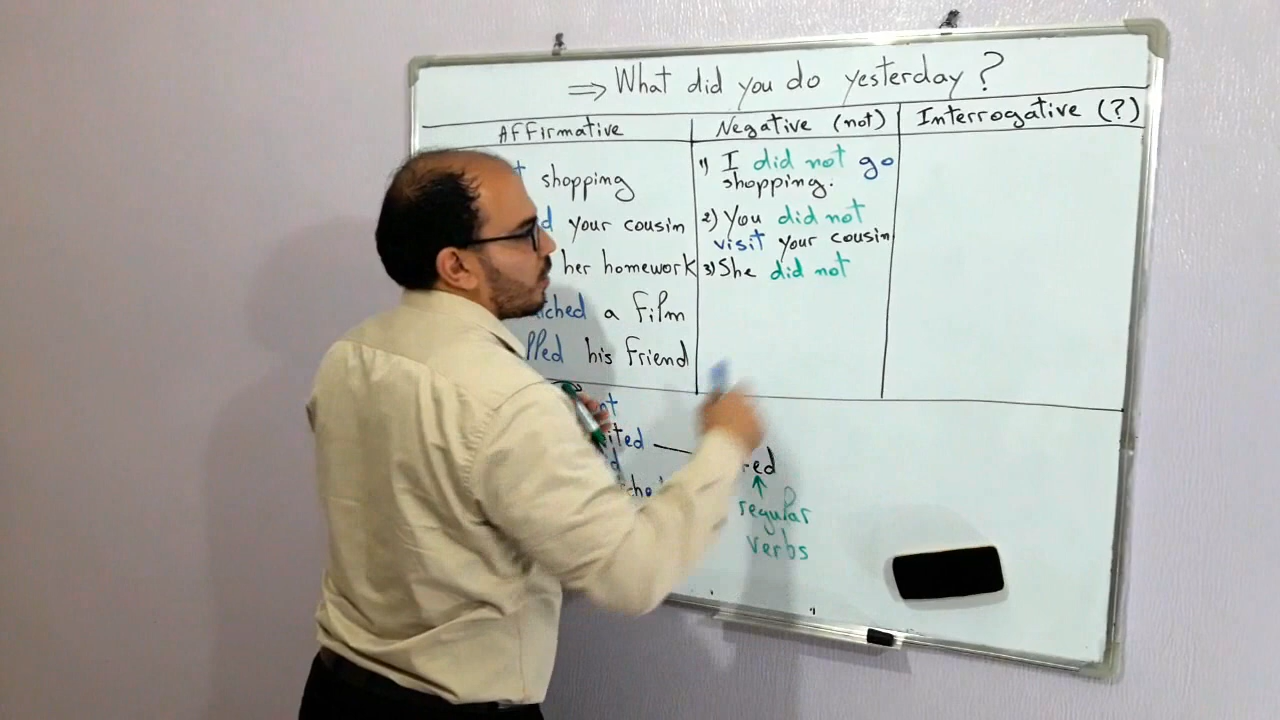 ⇒ What did you do yesterday?
Affirmative
Negative (not)
Interrogative (?)
shopping
your cousin
her homework
a film
his friend
1) I did not go
shopping.
2) You did not
visit your cousin
3) She did not
regular
verbs